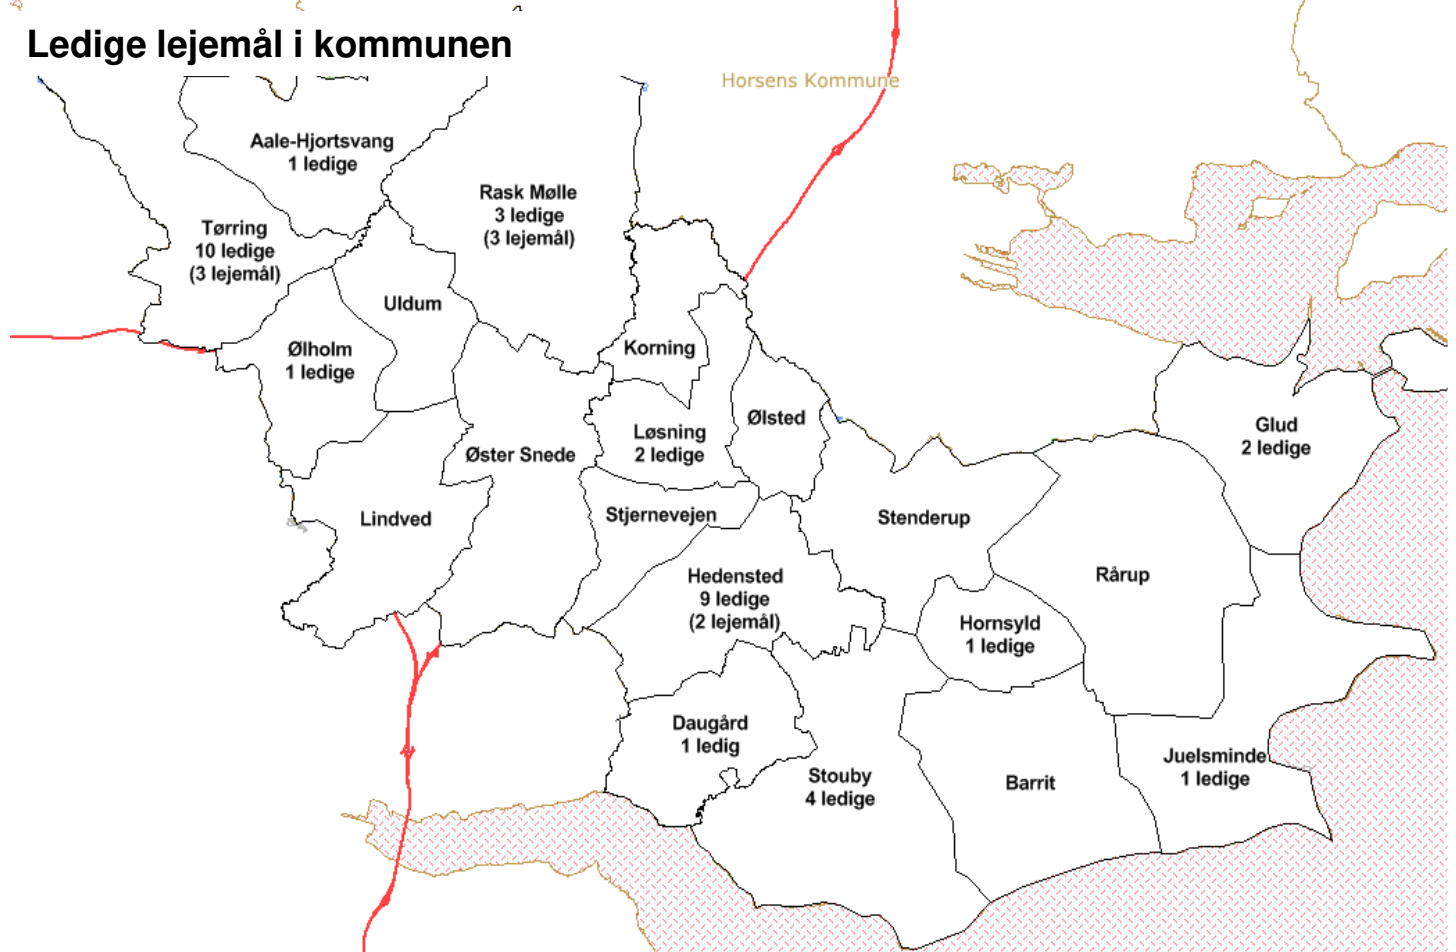 Ledige lejemål i kommunen
Horsens Kommune
Aale-Hjortsvang
1 ledige
Rask Mølle
3 ledige
(3 lejemål)
Tørring
10 ledige
(3 lejemål)
Uldum
Ølholm
1 ledige
Korning
Ølsted
Løsning
2 ledige
Glud
2 ledige
Øster Snede
Lindved
Stjernevejen
Stenderup
Hedensted
9 ledige
(2 lejemål)
Rårup
Hornsyld
1 ledige
Daugård
1 ledig
Stouby
4 ledige
Barrit
Juelsminde
1 ledige